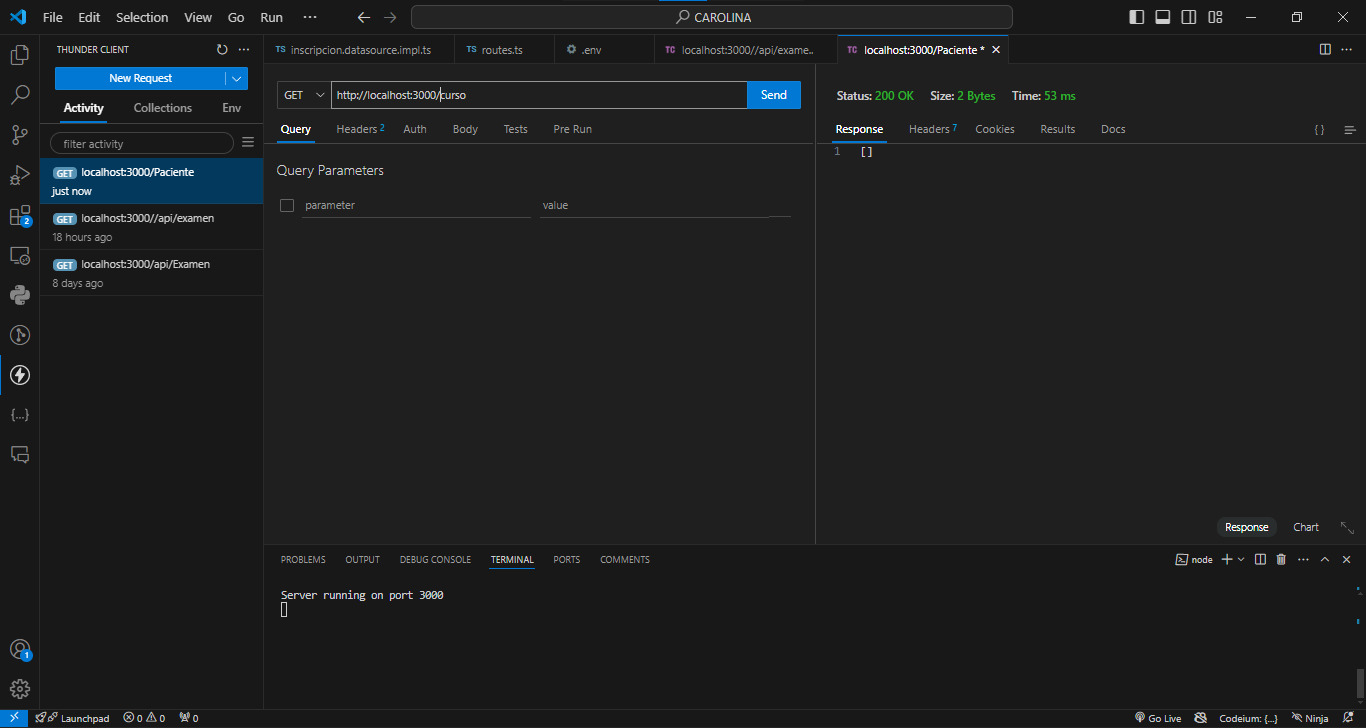 File Edit Selection View Go Run ··· CAROLINA
THUNDER CLIENT
New Request
Activity Collections Env
filter activity
GET localhost:3000/Paciente
just now
GET localhost:3000//api/examen
18 hours ago
GET localhost:3000/api/Examen
8 days ago
TS inscripcion.datasource.impl.ts TS routes.ts .env TC localhost:3000//api/exame.. TC localhost:3000/Paciente *
GET http://localhost:3000/curso Send
Query Headers 2 Auth Body Tests Pre Run
Query Parameters
parameter value
Status: 200 OK Size: 2 Bytes Time: 53 ms
Response Headers 7 Cookies Results Docs { }
1 []
Response Chart
PROBLEMS OUTPUT DEBUG CONSOLE TERMINAL PORTS COMMENTS node
Server running on port 3000
2
{...}
1
Launchpad 0 0 0 Go Live Codeium: {...} Ninja